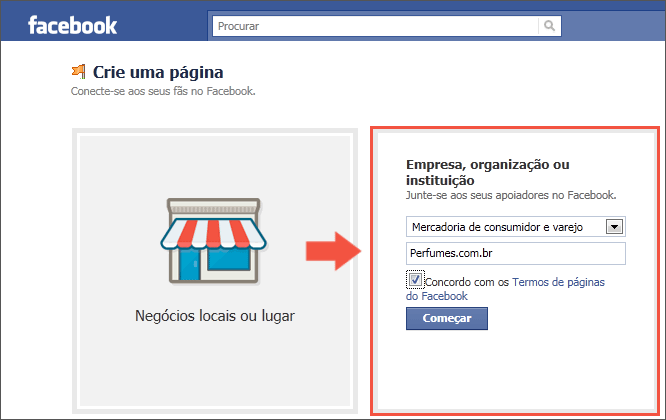 facebook
Procurar
Crie uma página
Conecte-se aos seus fãs no Facebook.
Negócios locais ou lugar
Empresa, organização ou
instituição
Junte-se aos seus apoiadores no Facebook.
Mercadoria de consumidor e varejo
Perfumes.com.br
Concordo com os Termos de páginas
do Facebook
Começar